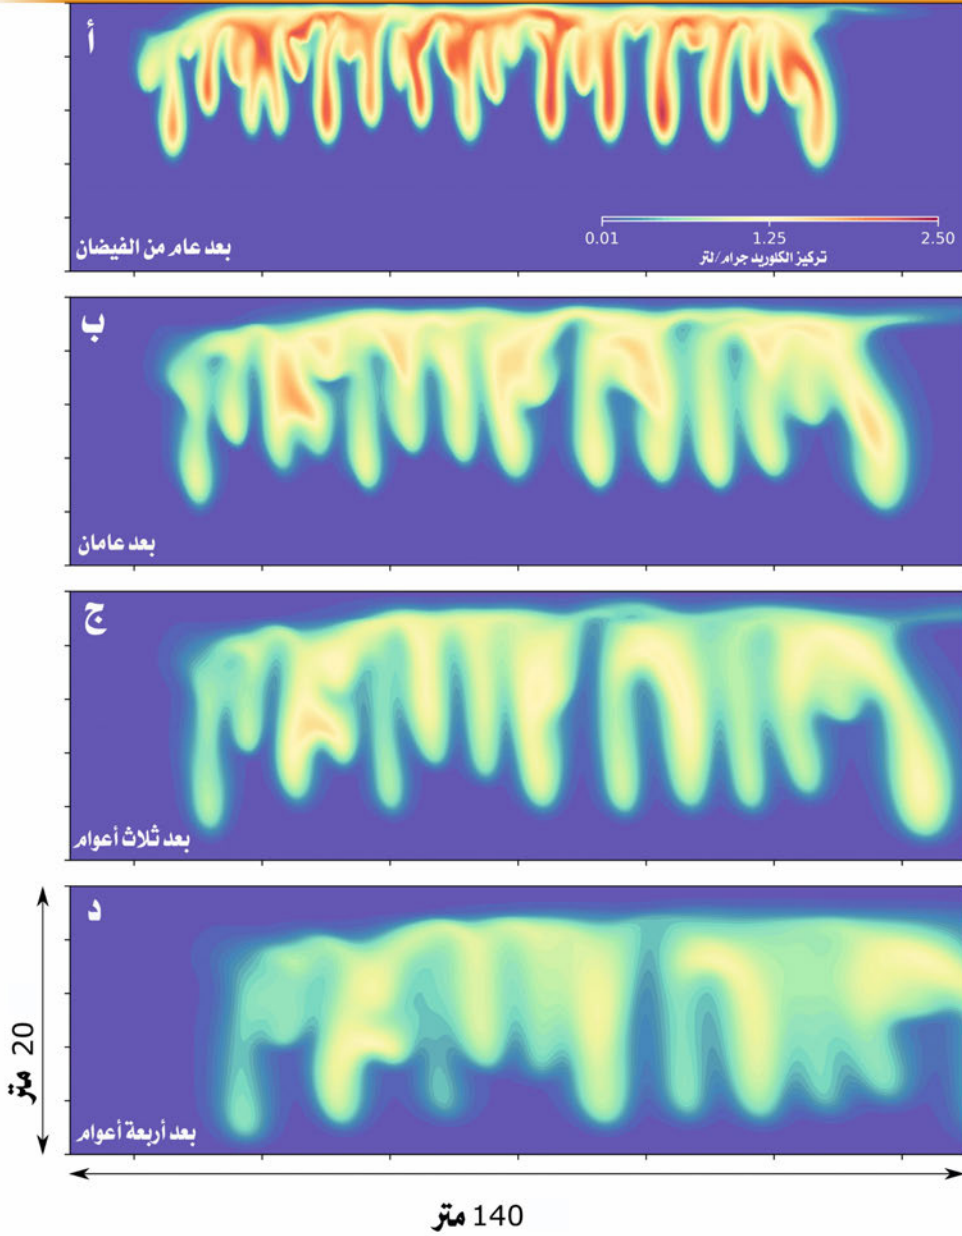 أ
0.01 1.25 2.50
تركيز الكلوريد جرام/لتر
بعد عام من الفيضان
ب
بعد عامان
ج
بعد ثلاث أعوام
د
20 متر
بعد أربعة أعوام
140 متر